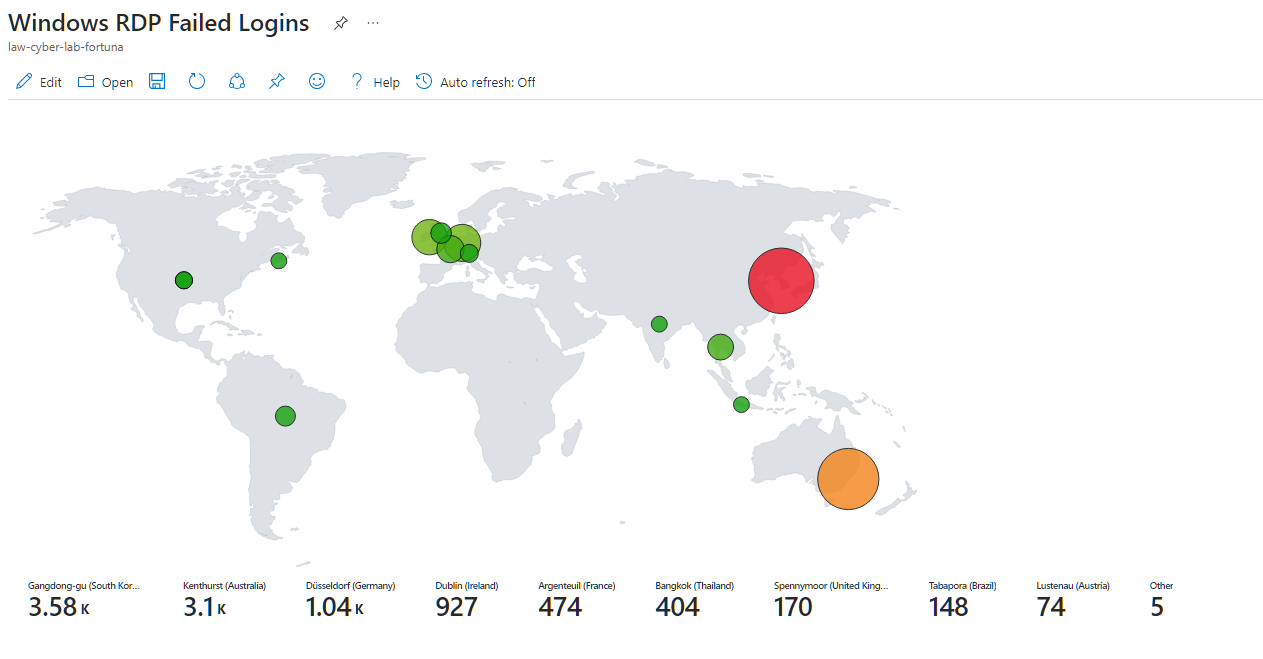 Windows RDP Failed Logins
law-cyber-lab-fortuna
Edit Open Help Auto refresh: Off
Gangdong-gu (South Kor... Kenthurst (Australia) Düsseldorf (Germany) Dublin (Ireland) Argenteuil (France) Bangkok (Thailand) Spennymoor (United King... Tabapora (Brazil) Lustenau (Austria) Other
3.58 K 3.1 K 1.04 K 927 474 404 170 148 74 5